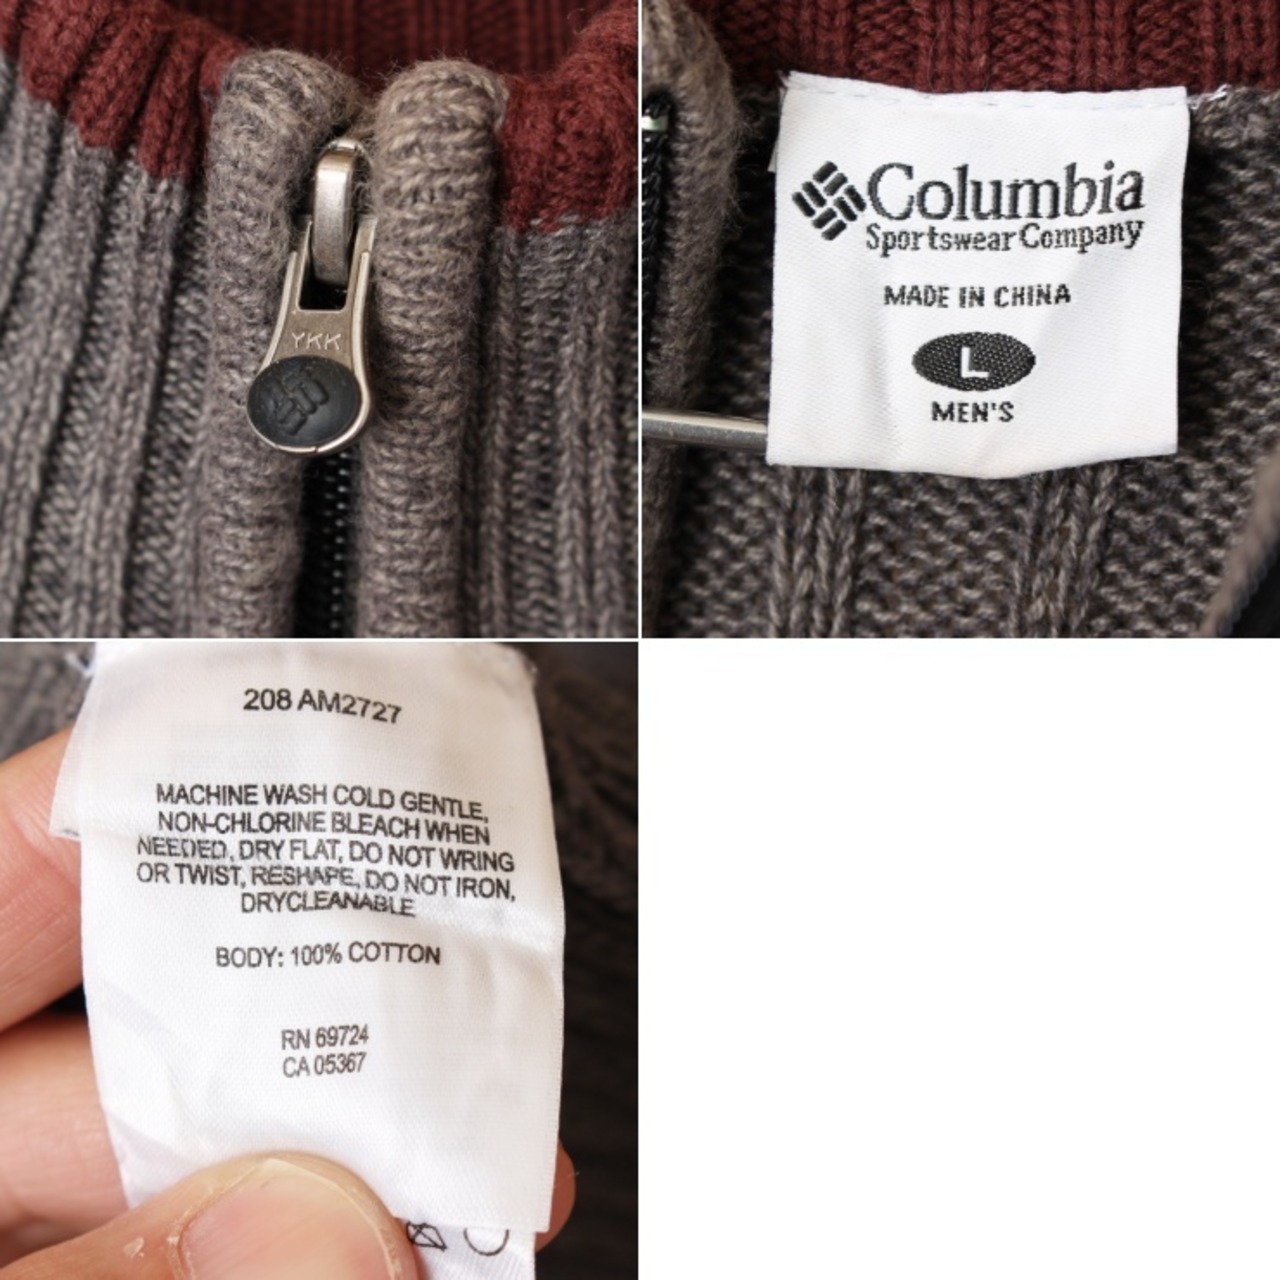 YKK
Columbia
Sportswear Company
MADE IN CHINA
L
MEN'S
208 AM2727
MACHINE WASH COLD GENTLE,
NON-CHLORINE BLEACH WHEN
NEEDED, DRY FLAT, DO NOT WRING
OR TWIST, RESHAPE, DO NOT IRON,
DRYCLEANABLE
BODY: 100% COTTON
RN 69724
CA 05367